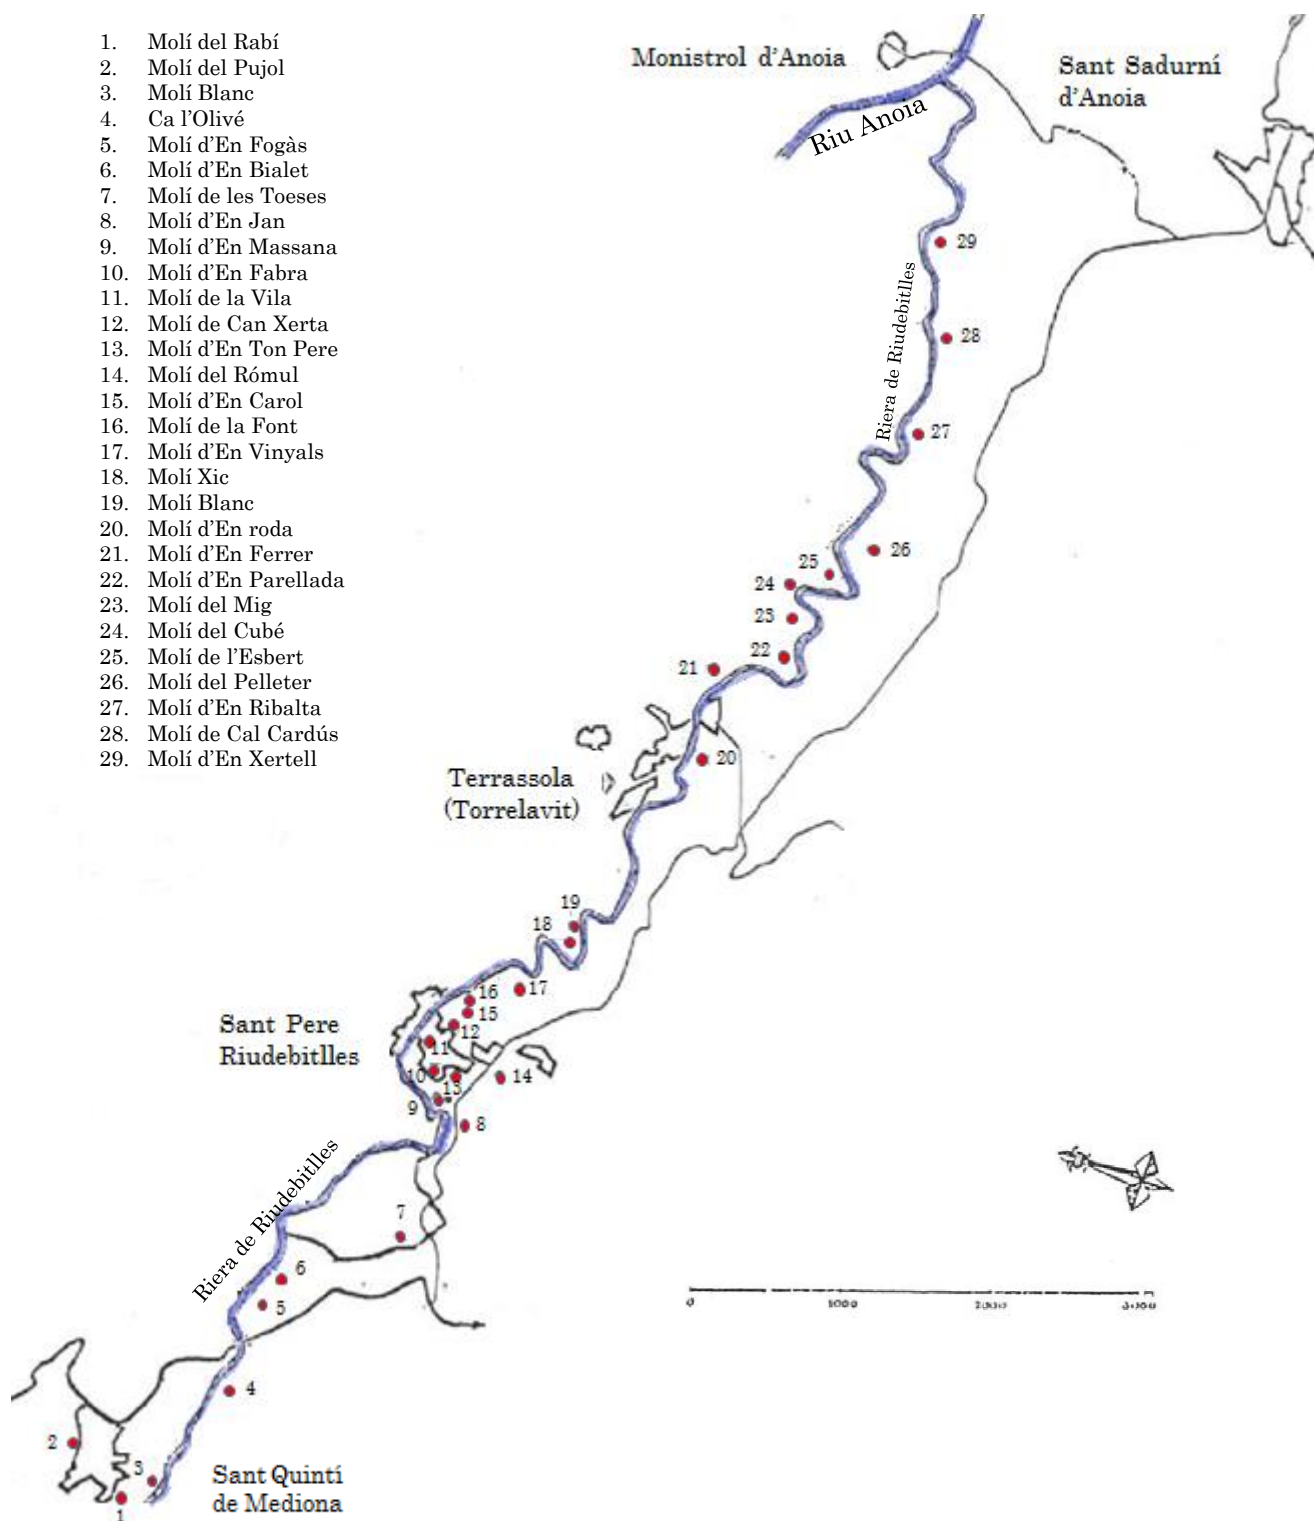 1. Molí del Rabí
2. Molí del Pujol
3. Molí Blanc
4. Ca l'Olivé
5. Molí d'En Fogàs
6. Molí d'En Bialet
7. Molí de les Toeses
8. Molí d'En Jan
9. Molí d'En Massana
10. Molí d'En Fabra
11. Molí de la Vila
12. Molí de Can Xerta
13. Molí d'En Ton Pere
14. Molí del Rómul
15. Molí d'En Carol
16. Molí de la Font
17. Molí d'En Vinyals
18. Molí Xic
19. Molí Blanc
20. Molí d'En roda
21. Molí d'En Ferrer
22. Molí d'En Parellada
23. Molí del Mig
24. Molí del Cubé
25. Molí de l'Esbert
26. Molí del Pelleter
27. Molí d'En Ribalta
28. Molí de Cal Cardús
29. Molí d'En Xertell
Monistrol d'Anoia
Sant Sadurní
d'Anoia
Riu Anoia
29
Riera de Riudebitlles
28
27
26
25
24
23
22
21
20
Terrassola
(Torrelavit)
19
18
17
16
15
Sant Pere
Riudebitlles
12
11
10
13
14
9
8
Riera de Riudebitlles
7
6
5
0 1000 2000 3000
4
2
3
Sant Quintí
de Mediona
1